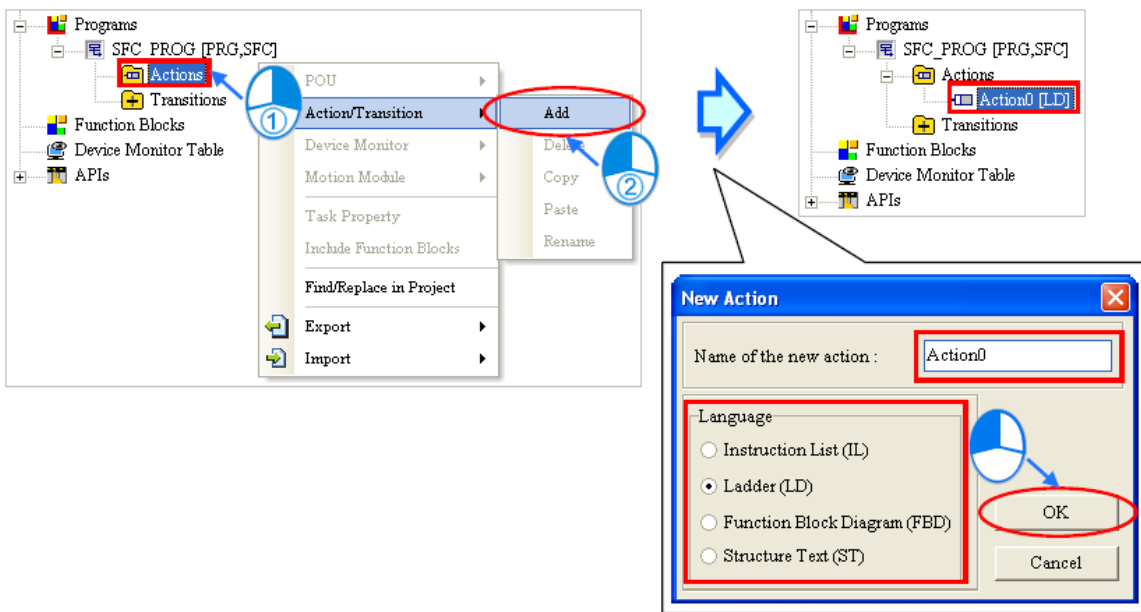 Programs
SFC_PROG [PRG,SFC]
Actions
Transitions
Function Blocks
Device Monitor Table
APIs
1
POU
Action/Transition
Device Monitor
Motion Module
Task Property
Include Function Blocks
Find/Replace in Project
Export
Import
Add
Delete
Copy
Paste
Rename
2
Programs
SFC_PROG [PRG,SFC]
Actions
Action0 [LD]
Transitions
Function Blocks
Device Monitor Table
APIs
New Action
Name of the new action : Action0
Language
Instruction List (IL)
Ladder (LD)
Function Block Diagram (FBD)
Structure Text (ST)
OK
Cancel